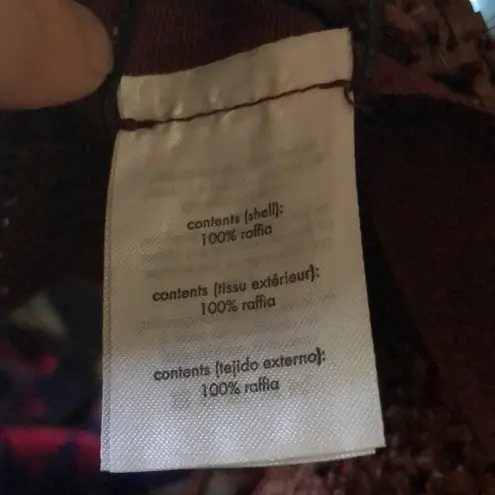 contents (shell):
100% raffia
contents (tissu extérieur):
100% raffia
contents (tejido externo):
100% raffia